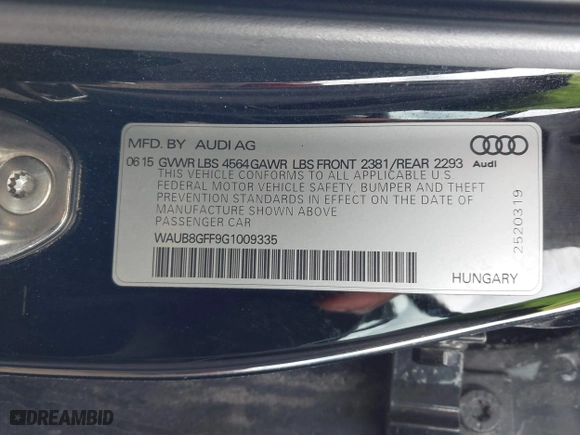 MFD. BY AUDI AG
0615 GVWR LBS 4564 GAWR LBS FRONT 2381/REAR 2293
Audi
THIS VEHICLE CONFORMS TO ALL APPLICABLE U.S.
FEDERAL MOTOR VEHICLE SAFETY, BUMPER AND THEFT
PREVENTION STANDARDS IN EFFECT ON THE DATE OF
MANUFACTURE SHOWN ABOVE
PASSENGER CAR
WAUB8GFF9G1009335
2520319
HUNGARY
DREAMBID